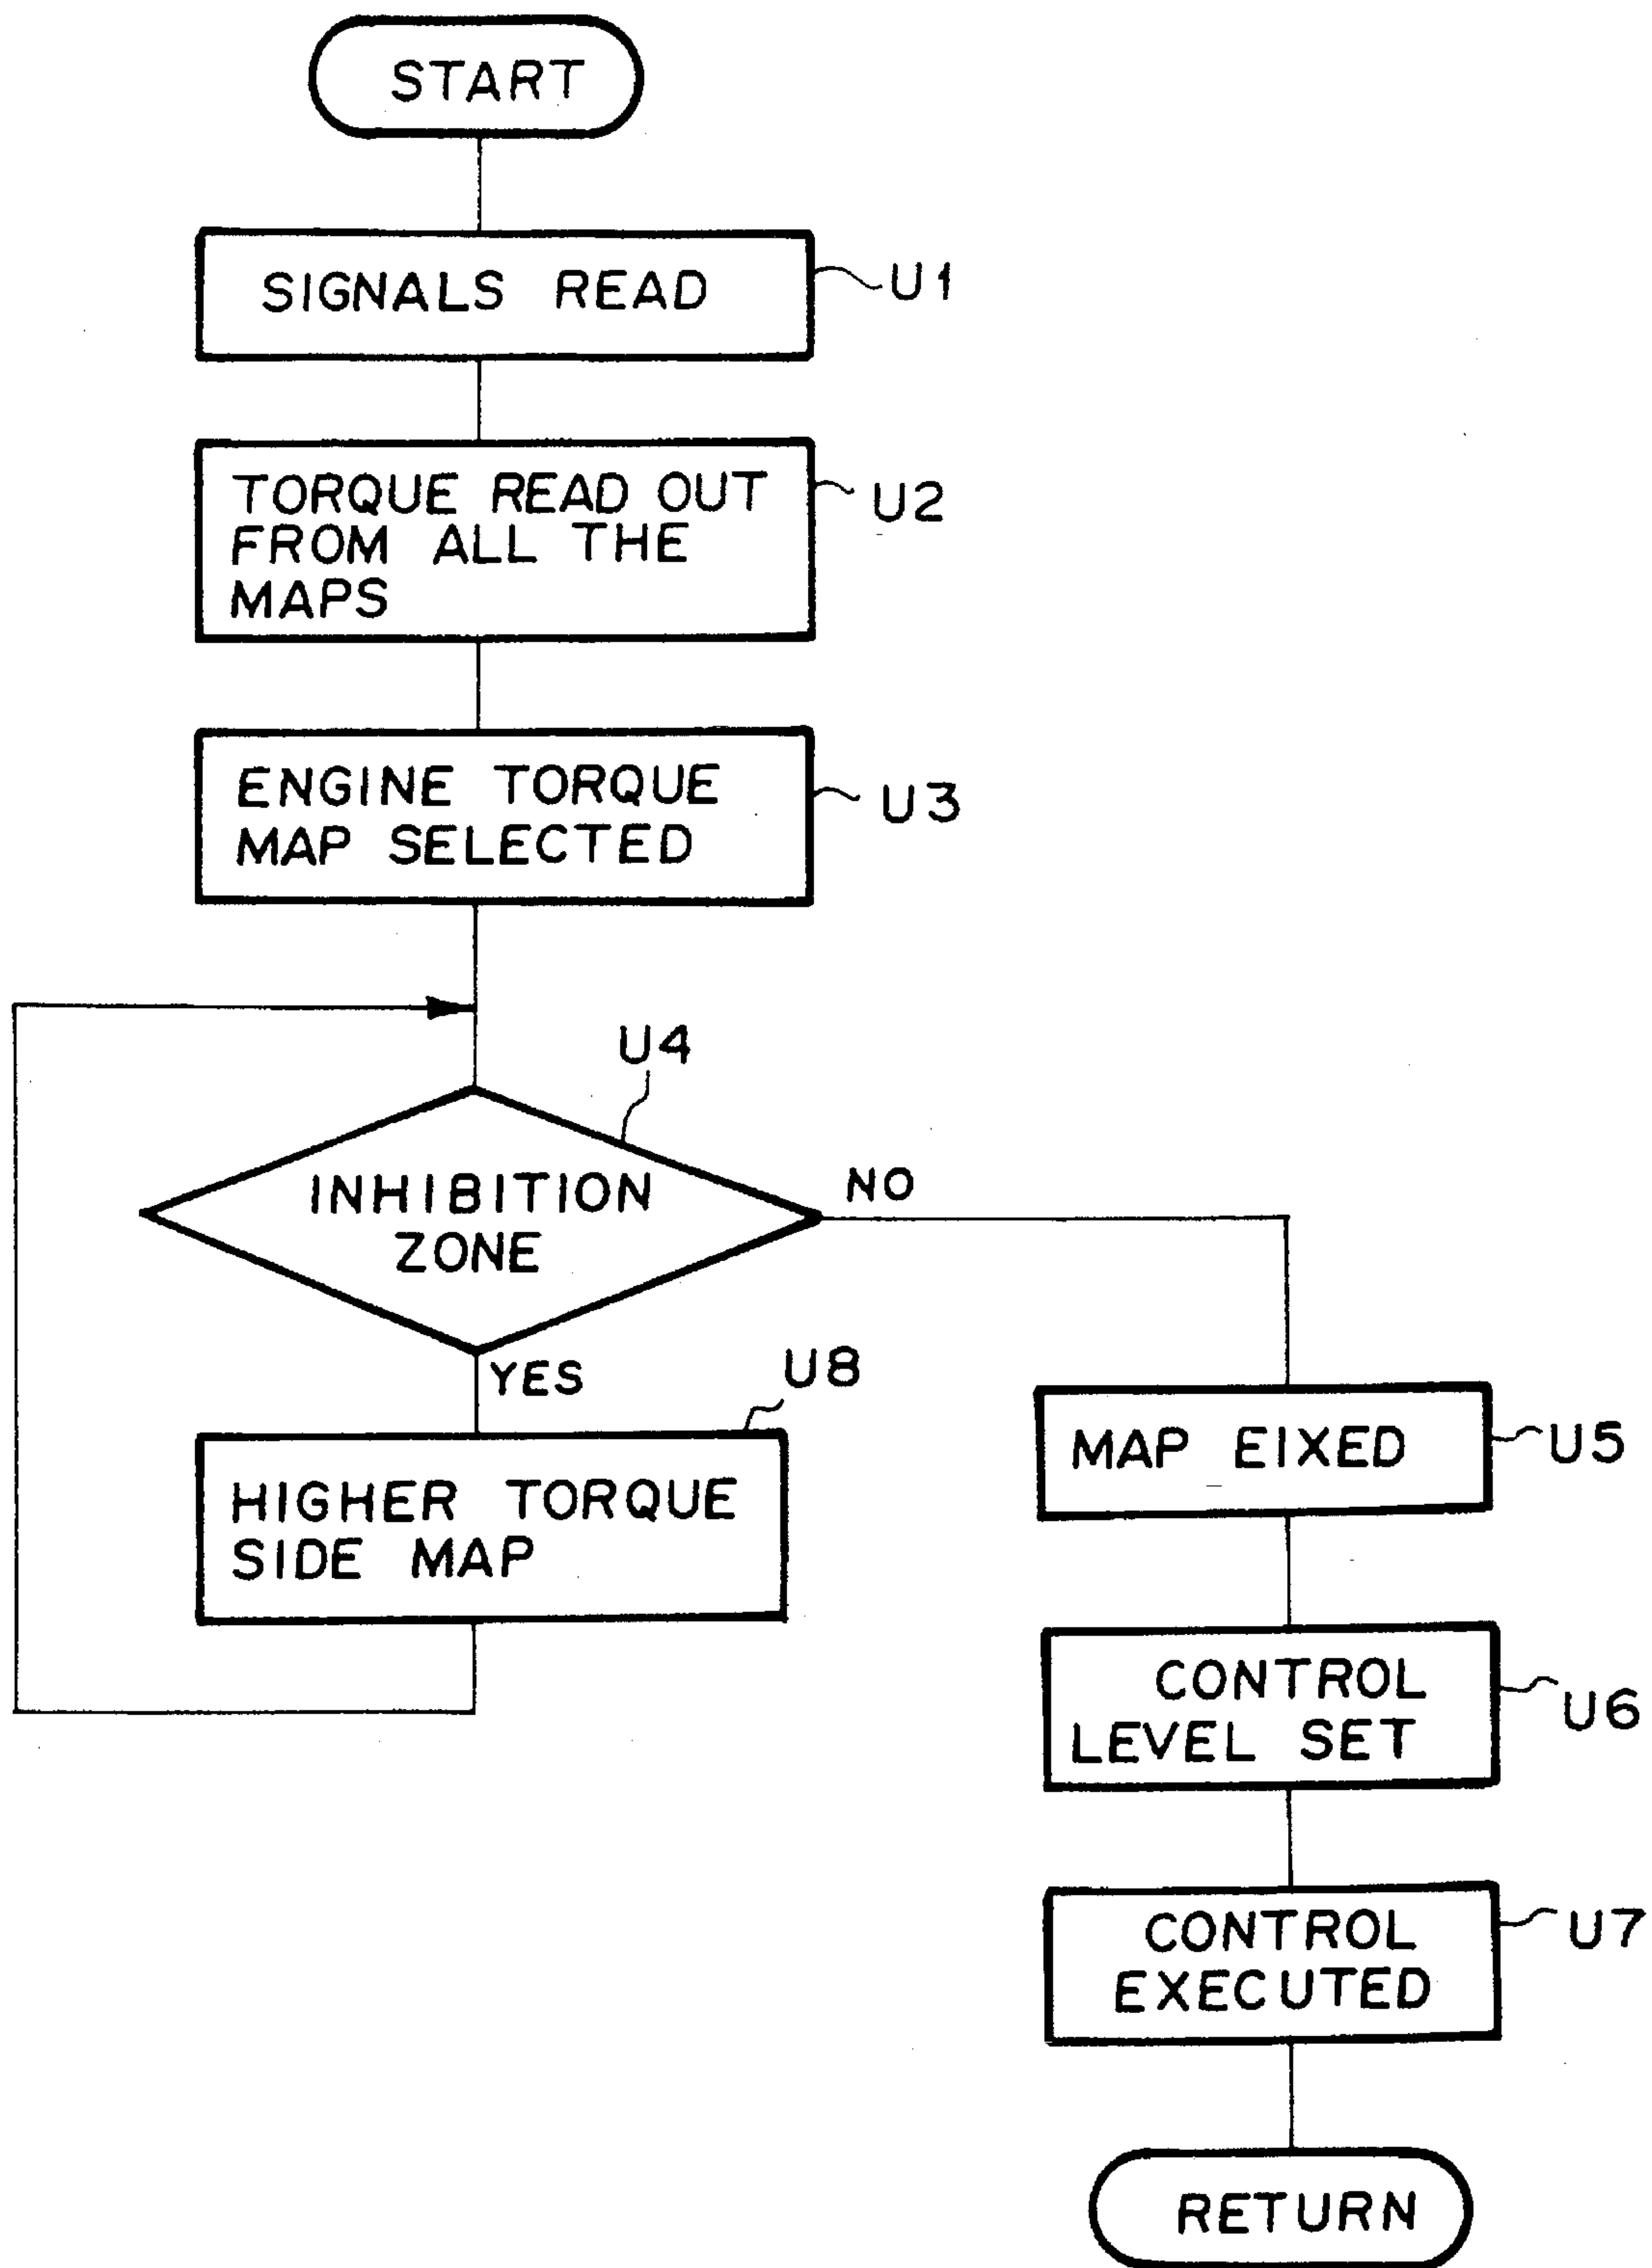 START
SIGNALS READ
U1
TORQUE READ OUT
FROM ALL THE
MAPS
U2
ENGINE TORQUE
MAP SELECTED
U3
U4
INHIBITION
ZONE
NO
YES
U8
HIGHER TORQUE
SIDE MAP
MAP EIXED
U5
CONTROL
LEVEL SET
U6
CONTROL
EXECUTED
U7
RETURN